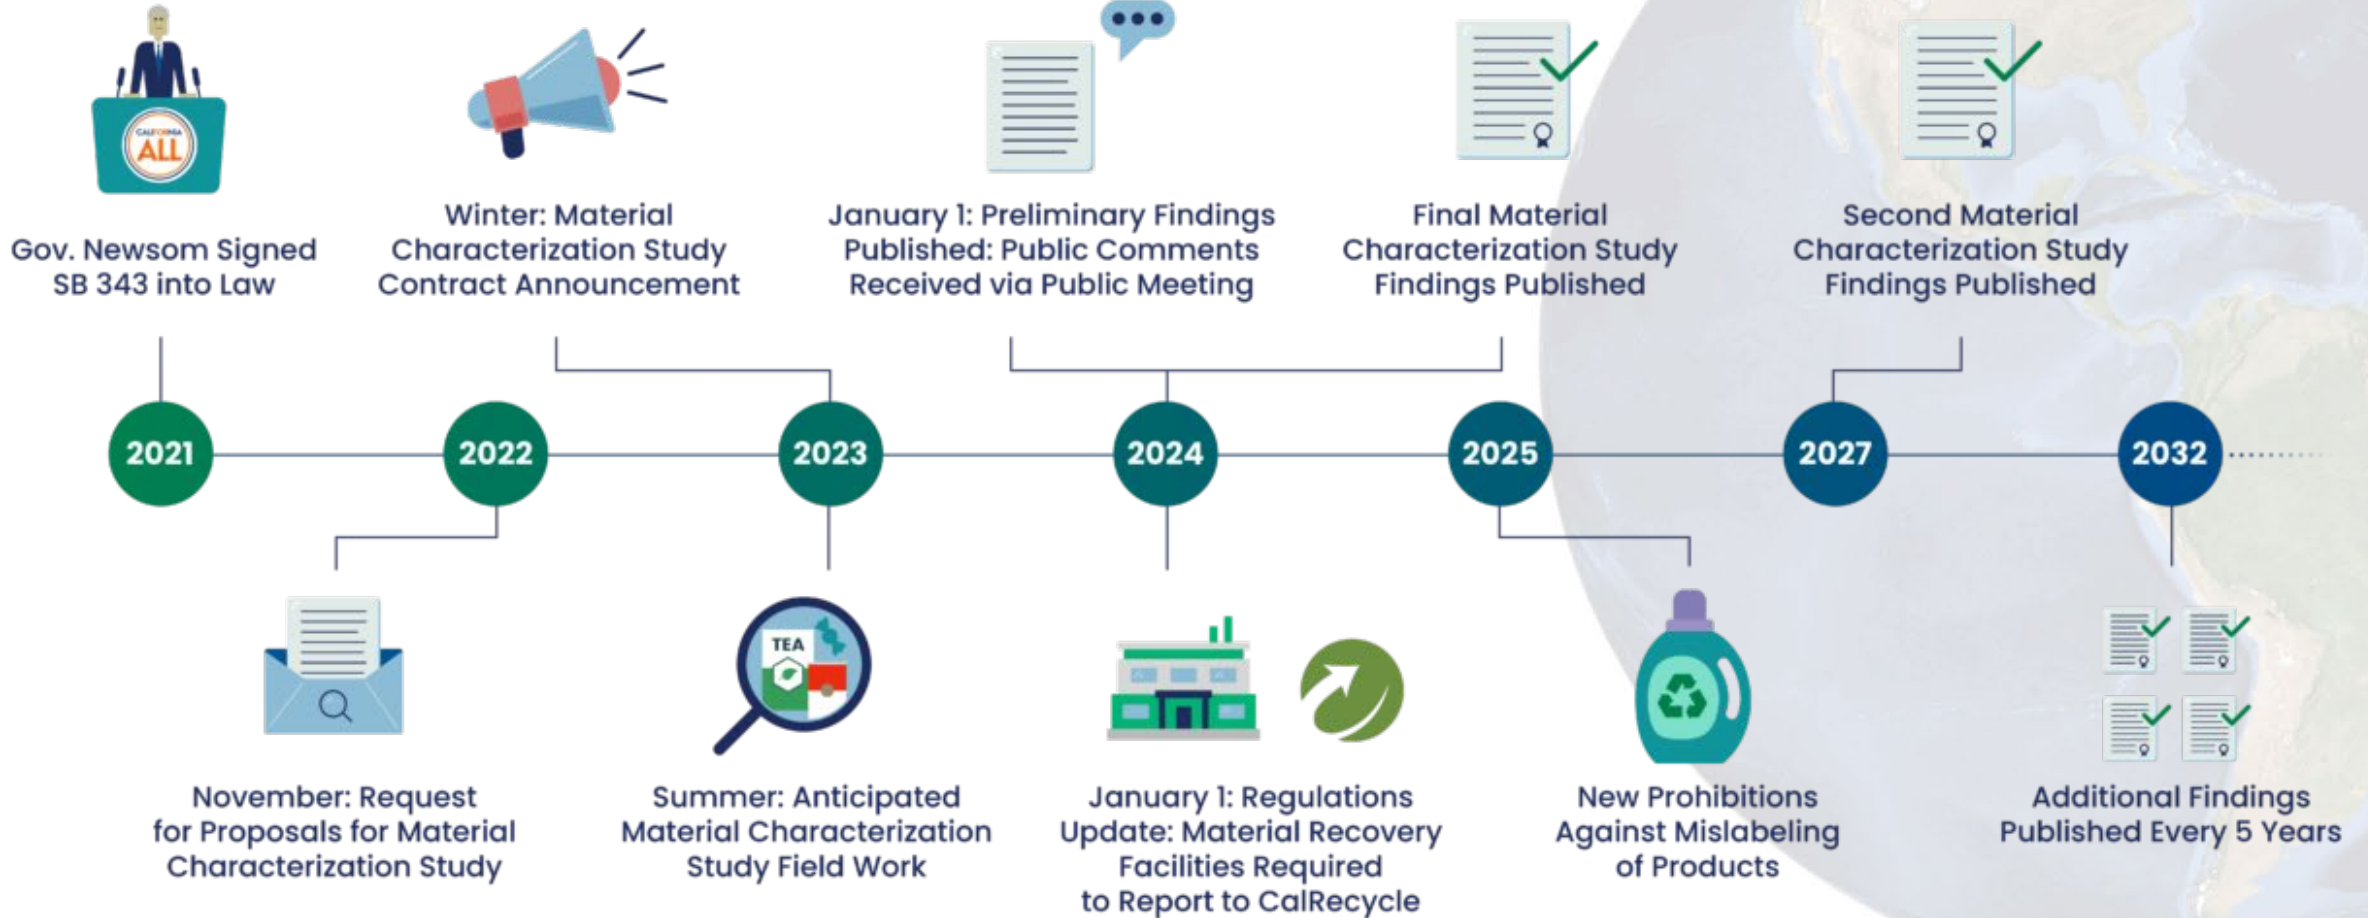 CALIFORNIA
ALL
Gov. Newsom Signed
SB 343 into Law
Winter: Material
Characterization Study
Contract Announcement
January 1: Preliminary Findings
Published: Public Comments
Received via Public Meeting
Final Material
Characterization Study
Findings Published
Second Material
Characterization Study
Findings Published
2021
2022
2023
2024
2025
2027
2032
TEA
November: Request
for Proposals for Material
Characterization Study
Summer: Anticipated
Material Characterization
Study Field Work
January 1: Regulations
Update: Material Recovery
Facilities Required
to Report to CalRecycle
New Prohibitions
Against Mislabeling
of Products
Additional Findings
Published Every 5 Years